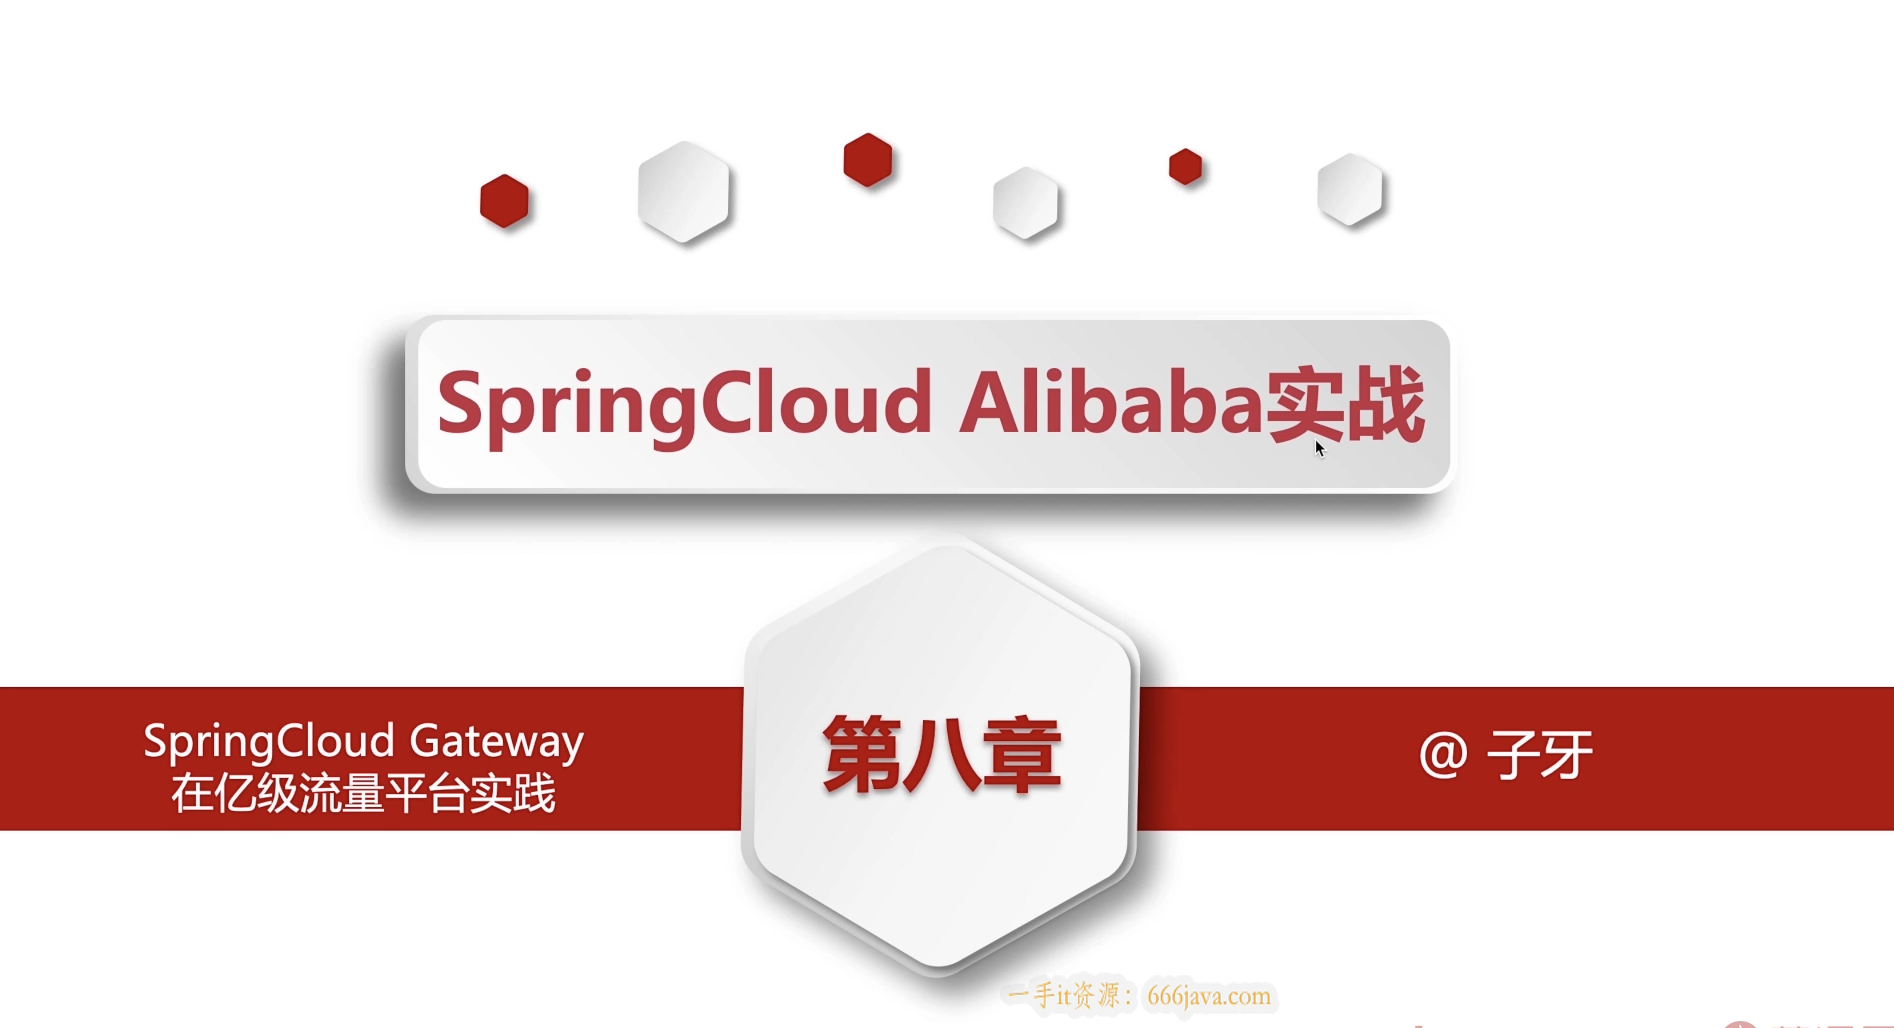 SpringCloud Alibaba实战
SpringCloud Gateway
在亿级流量平台实践
第八章
@ 子牙
一手it资源：666java.com